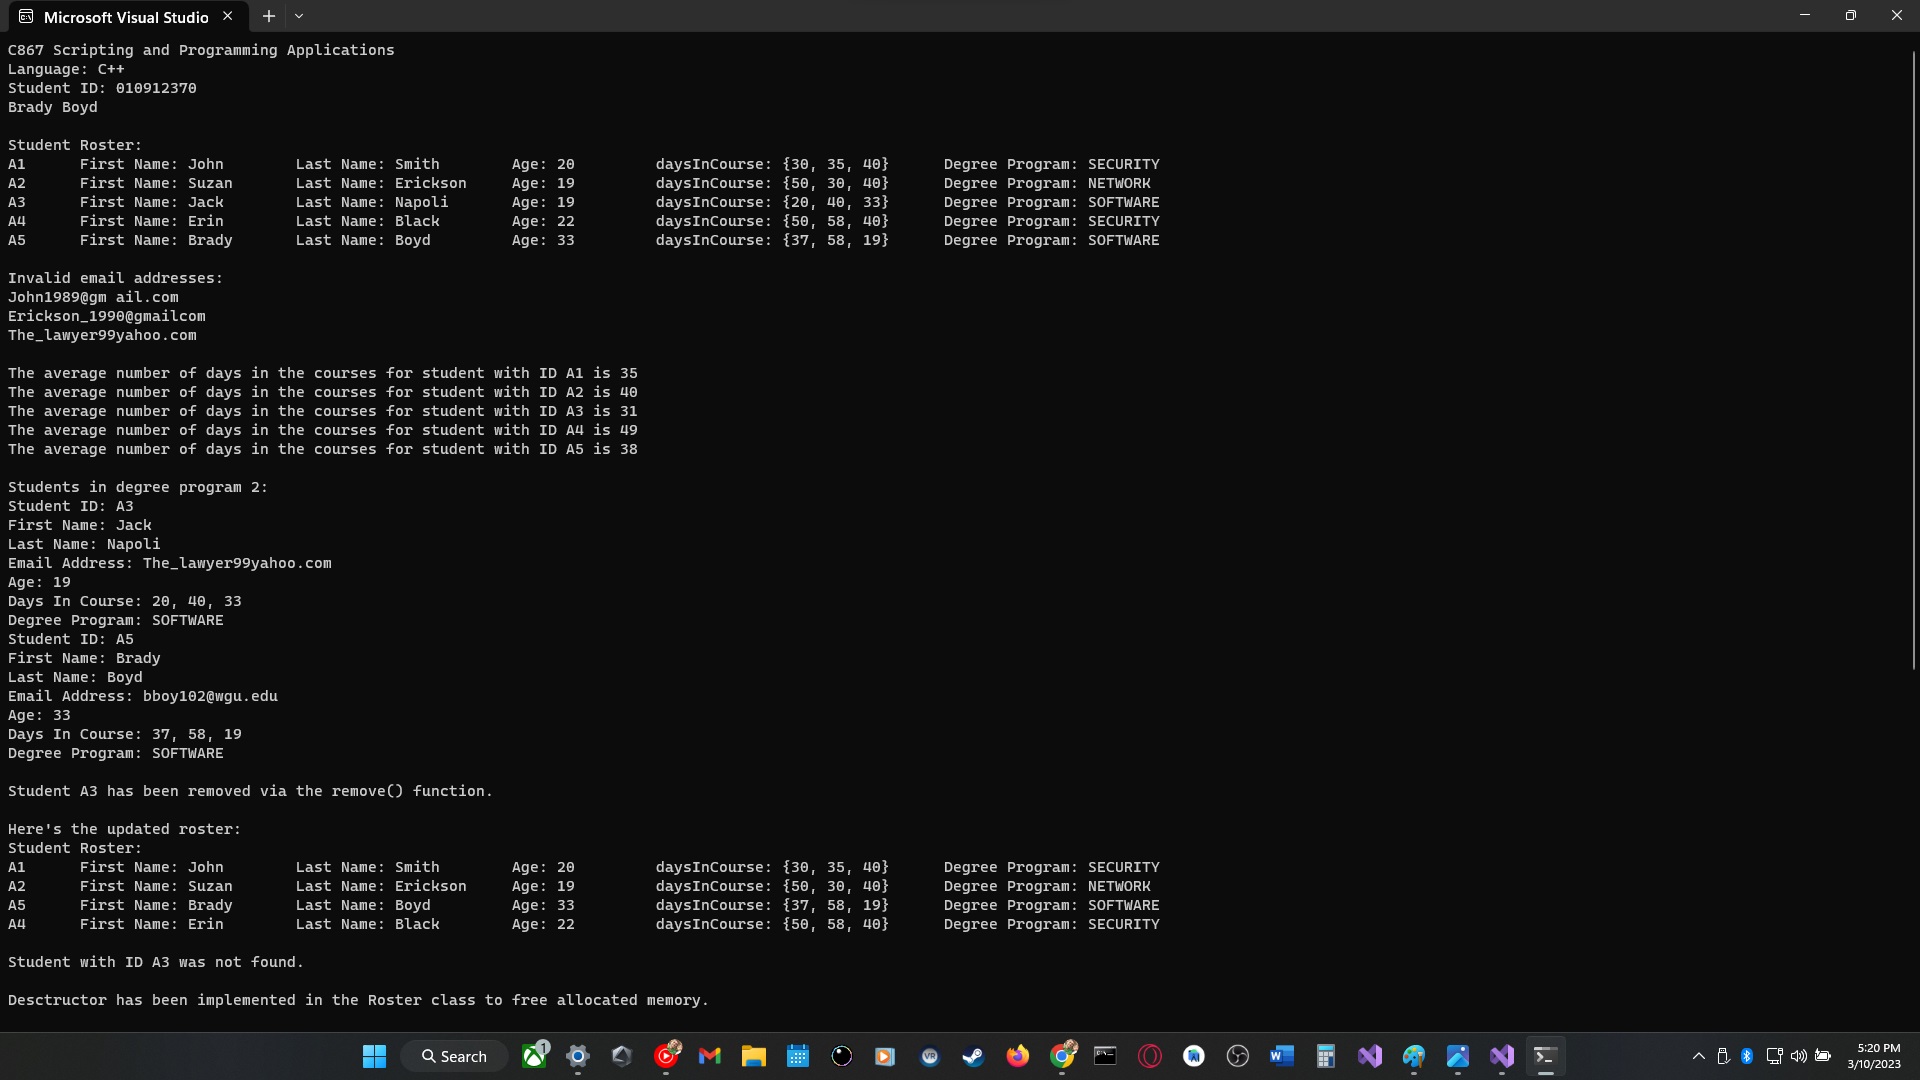 Microsoft Visual Studio
C867 Scripting and Programming Applications
Language: C++
Student ID: 010912370
Brady Boyd
Student Roster:
A1 First Name: John Last Name: Smith Age: 20 daysInCourse: {30, 35, 40} Degree Program: SECURITY
A2 First Name: Suzan Last Name: Erickson Age: 19 daysInCourse: {50, 30, 40} Degree Program: NETWORK
A3 First Name: Jack Last Name: Napoli Age: 19 daysInCourse: {20, 40, 33} Degree Program: SOFTWARE
A4 First Name: Erin Last Name: Black Age: 22 daysInCourse: {50, 58, 40} Degree Program: SECURITY
A5 First Name: Brady Last Name: Boyd Age: 33 daysInCourse: {37, 58, 19} Degree Program: SOFTWARE
Invalid email addresses:
John1989@gm ail.com
Erickson_1990@gmailcom
The_lawyer99yahoo.com
The average number of days in the courses for student with ID A1 is 35
The average number of days in the courses for student with ID A2 is 40
The average number of days in the courses for student with ID A3 is 31
The average number of days in the courses for student with ID A4 is 49
The average number of days in the courses for student with ID A5 is 38
Students in degree program 2:
Student ID: A3
First Name: Jack
Last Name: Napoli
Email Address: The_lawyer99yahoo.com
Age: 19
Days In Course: 20, 40, 33
Degree Program: SOFTWARE
Student ID: A5
First Name: Brady
Last Name: Boyd
Email Address: bboy102@wgu.edu
Age: 33
Days In Course: 37, 58, 19
Degree Program: SOFTWARE
Student A3 has been removed via the remove() function.
Here's the updated roster:
Student Roster:
A1 First Name: John Last Name: Smith Age: 20 daysInCourse: {30, 35, 40} Degree Program: SECURITY
A2 First Name: Suzan Last Name: Erickson Age: 19 daysInCourse: {50, 30, 40} Degree Program: NETWORK
A5 First Name: Brady Last Name: Boyd Age: 33 daysInCourse: {37, 58, 19} Degree Program: SOFTWARE
A4 First Name: Erin Last Name: Black Age: 22 daysInCourse: {50, 58, 40} Degree Program: SECURITY
Student with ID A3 was not found.
Desctructor has been implemented in the Roster class to free allocated memory.
Search
1
VR
W
5:20 PM
3/10/2023